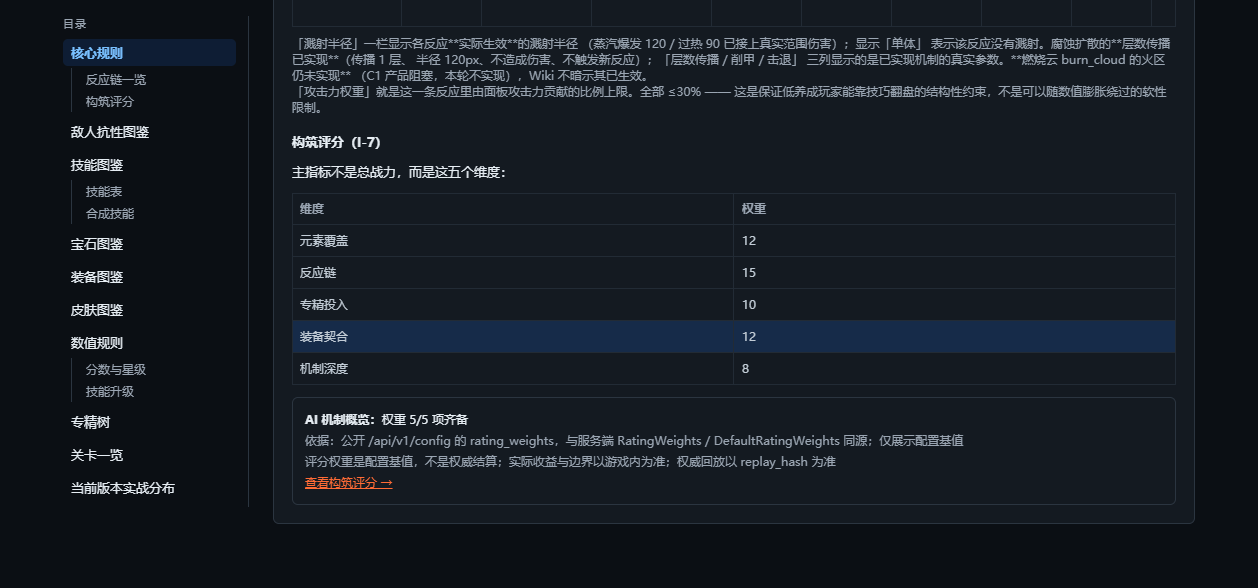 目录
核心规则
反应链一览
构筑评分
敌人抗性图鉴
技能图鉴
技能表
合成技能
宝石图鉴
装备图鉴
皮肤图鉴
数值规则
分数与星级
技能升级
专精树
关卡一览
当前版本实战分布
「溅射半径」一栏显示各反应**实际生效**的溅射半径 （蒸汽爆发 120 / 过热 90 已接上真实范围伤害）；显示「单体」 表示该反应没有溅射。腐蚀扩散的**层数传播
已实现**（传播 1 层、 半径 120px、不造成伤害、不触发新反应）；「层数传播 / 削甲 / 击退」 三列显示的是已实现机制的真实参数。**燃烧云 burn_cloud 的火区
仍未实现** （C1 产品阻塞，本轮不实现），Wiki 不暗示其已生效。
「攻击力权重」就是这一条反应里由面板攻击力贡献的比例上限。全部 ≤30% —— 这是保证低养成玩家能靠技巧翻盘的结构性约束，不是可以随数值膨胀绕过的软性
限制。
构筑评分（I-7）
主指标不是总战力，而是这五个维度：
维度 权重
元素覆盖 12
反应链 15
专精投入 10
装备契合 12
机制深度 8
AI 机制概览：权重 5/5 项齐备
依据：公开 /api/v1/config 的 rating_weights，与服务端 RatingWeights / DefaultRatingWeights 同源；仅展示配置基值
评分权重是配置基值，不是权威结算；实际收益与边界以游戏内为准；权威回放以 replay_hash 为准
查看构筑评分 →